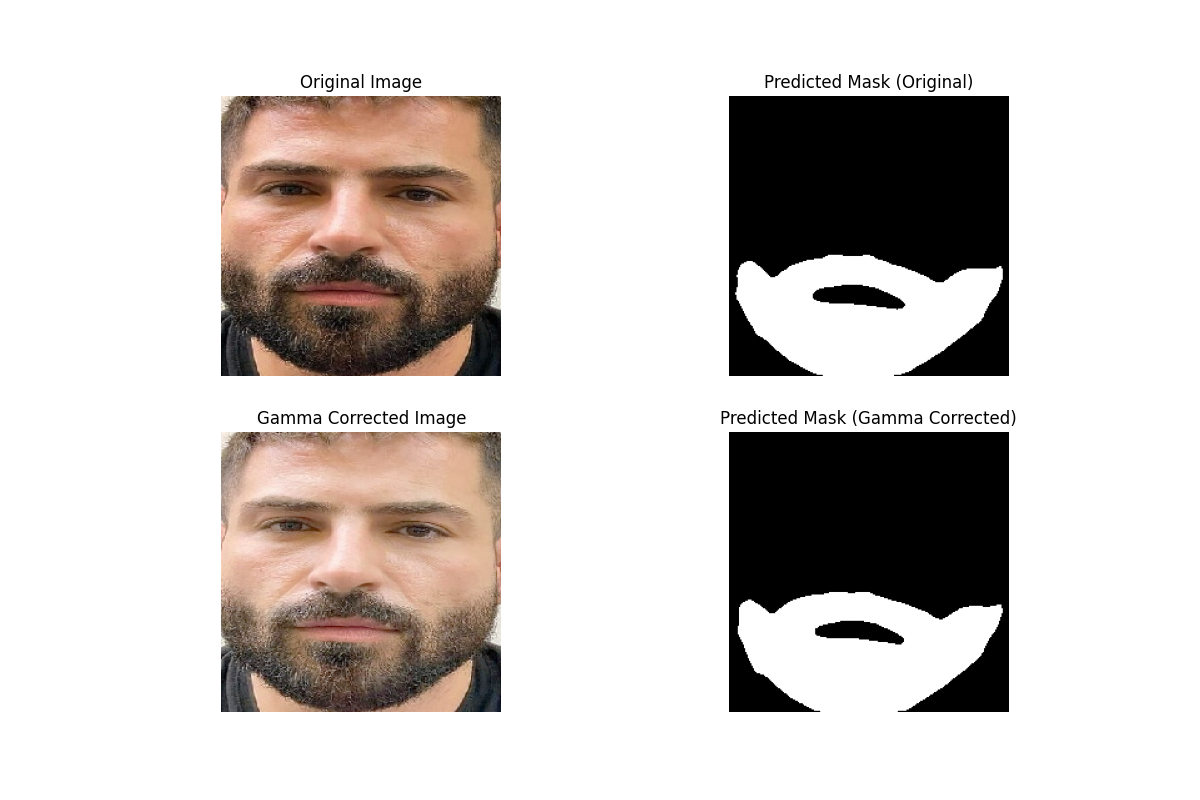 Original Image
Predicted Mask (Original)
Gamma Corrected Image
Predicted Mask (Gamma Corrected)